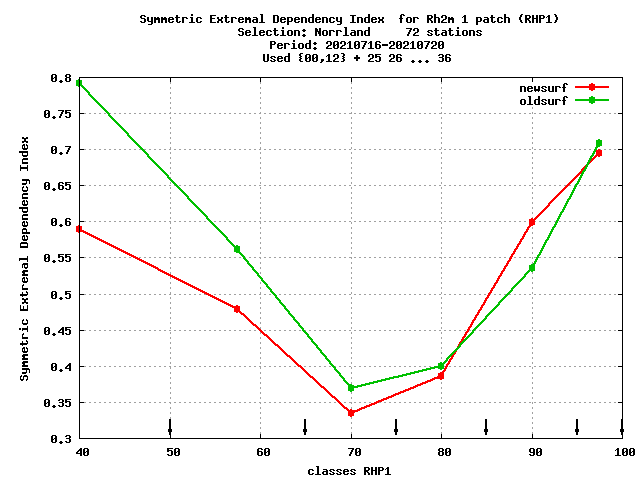 Symmetric Extremal Dependency Index  for Rh2m 1 patch (RHP1)
Selection: Norrland     72 stations
Period: 20210716-20210720
Used {00,12} + 25 26 ... 36
newsurf
oldsurf
Symmetric Extremal Dependency Index
0.8
0.75
0.7
0.65
0.6
0.55
0.5
0.45
0.4
0.35
0.3
40 50 60 70 80 90 100
classes RHP1